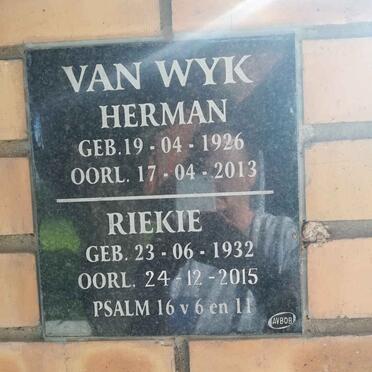 VAN WYK
HERMAN
GEB. 19 - 04 - 1926
OORL. 17 - 04 - 2013
RIEKIE
GEB. 23 - 06 - 1932
OORL. 24 - 12 - 2015
PSALM 16 v 6 en 11
AVBOB